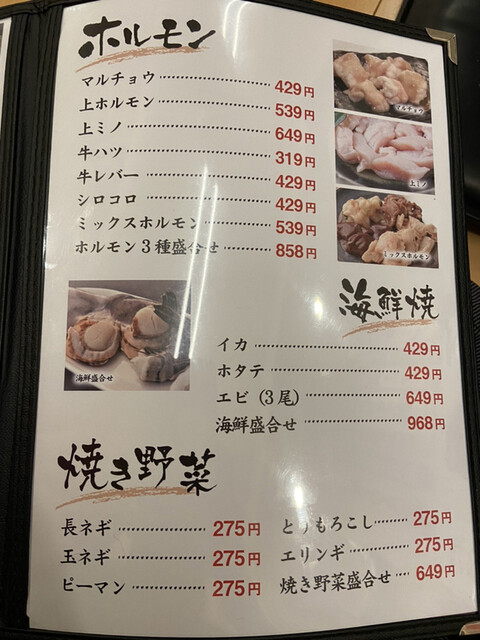 ホルモン
マルチョウ 429円
上ホルモン 539円
上ミノ 649円
牛ハツ 319円
牛レバー 429円
シロコロ 429円
ミックスホルモン 539円
ホルモン3種盛合せ 858円
マルチョウ
上ミノ
ミックスホルモン
海鮮焼
イカ 429円
ホタテ 429円
エビ (3尾) 649円
海鮮盛合せ 968円
海鮮盛合せ
焼き野菜
長ネギ 275円
玉ネギ 275円
ピーマン 275円
とうもろこし 275円
エリンギ 275円
焼き野菜盛合せ 649円